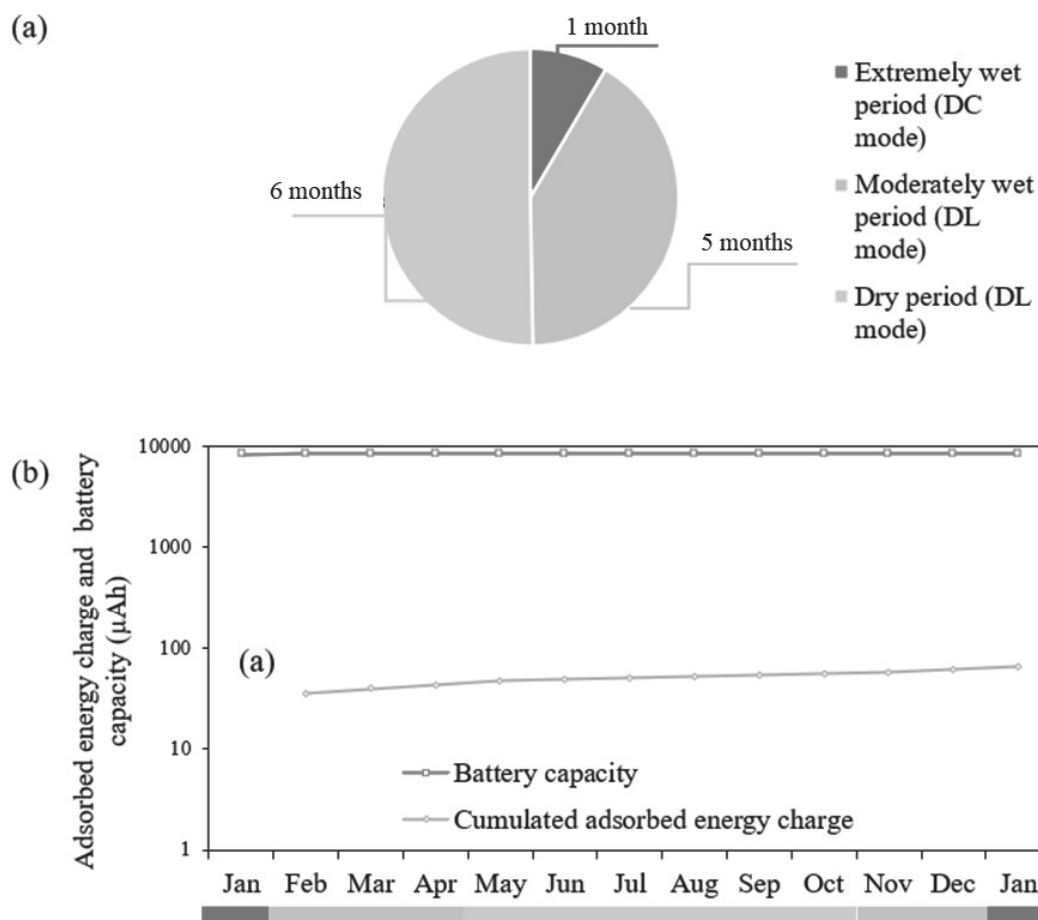 (a)
1 month
6 months
5 months
Extremely wet
period (DC
mode)
Moderately wet
period (DL
mode)
Dry period (DL
mode)
(b)
Adsorbed energy charge and battery
capacity (µAh)
10000
1000
100
10
1
(a)
Battery capacity
Cumulated adsorbed energy charge
Jan Feb Mar Apr May Jun Jul Aug Sep Oct Nov Dec Jan